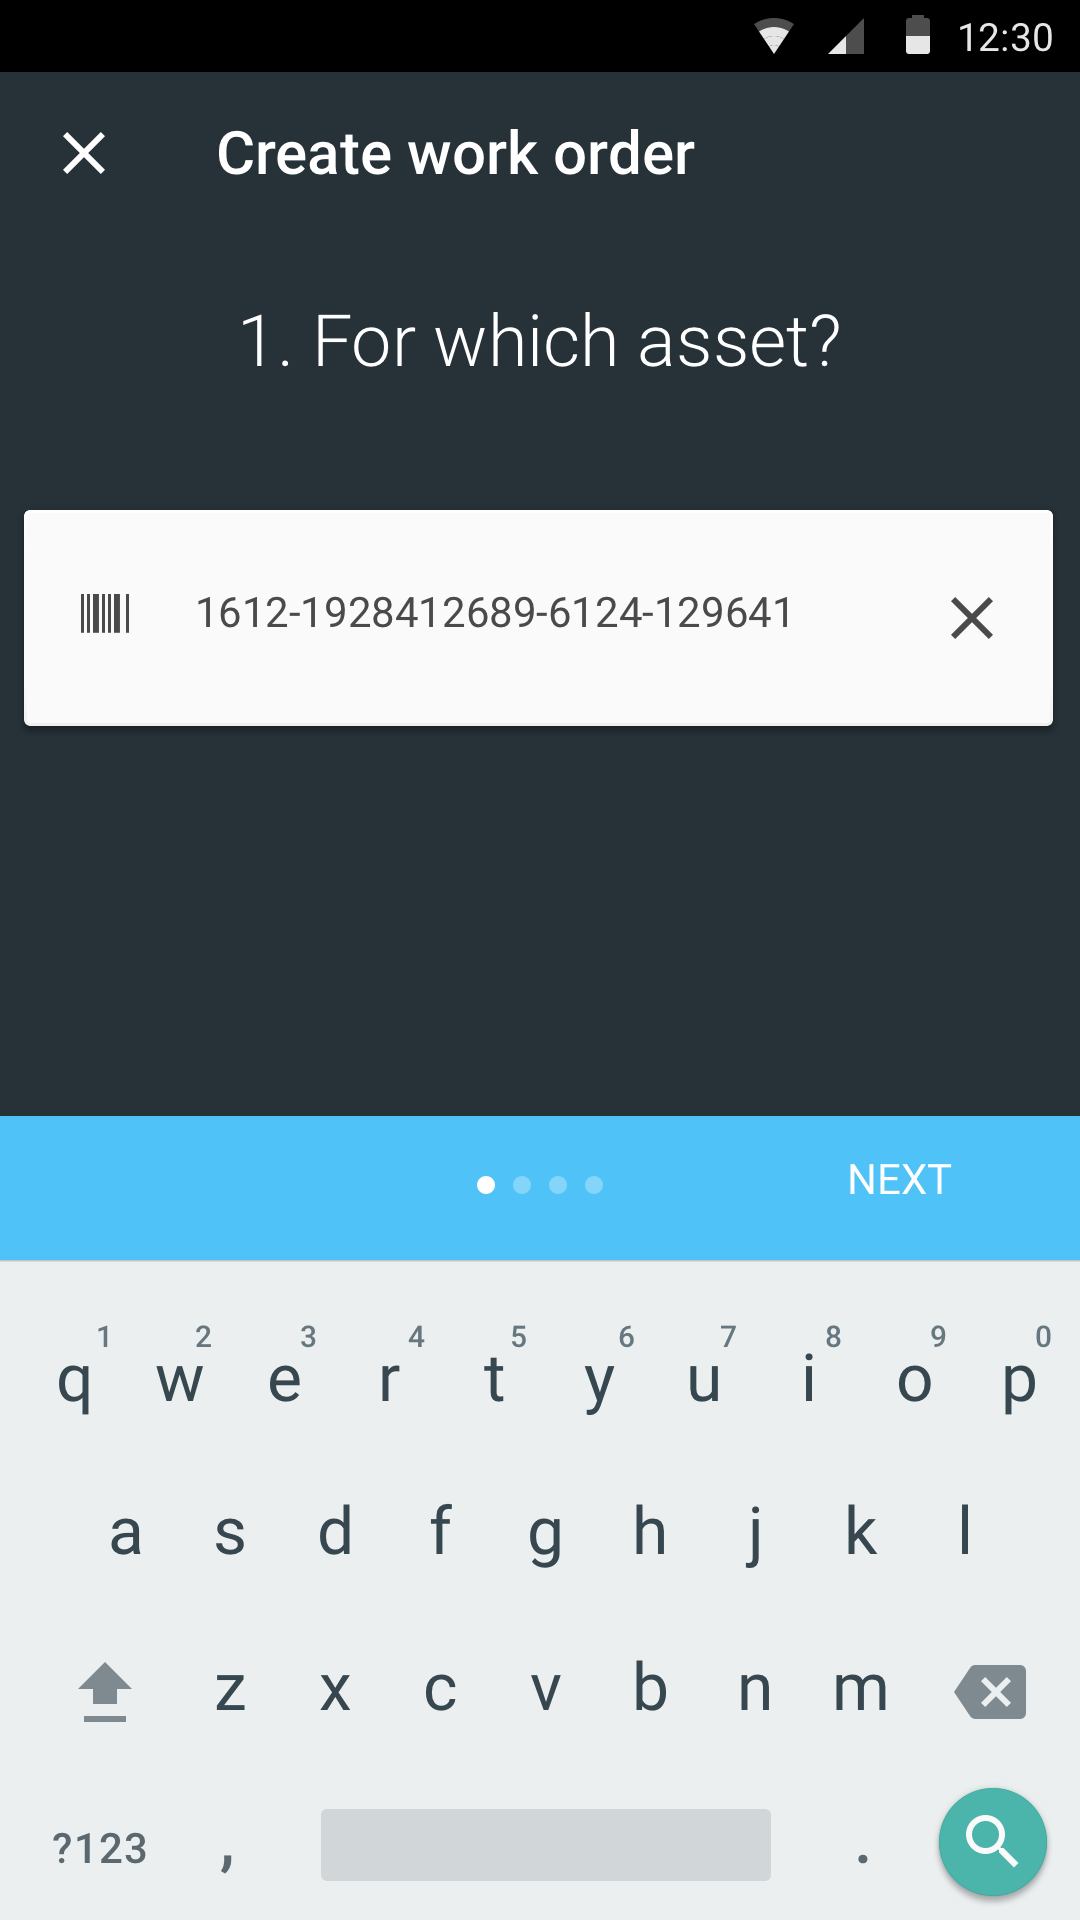 12:30
Create work order
1. For which asset?
1612-1928412689-6124-129641
NEXT
1 2 3 4 5 6 7 8 9 0
q w e r t y u i o p
a s d f g h j k l
z x c v b n m
?123 , .